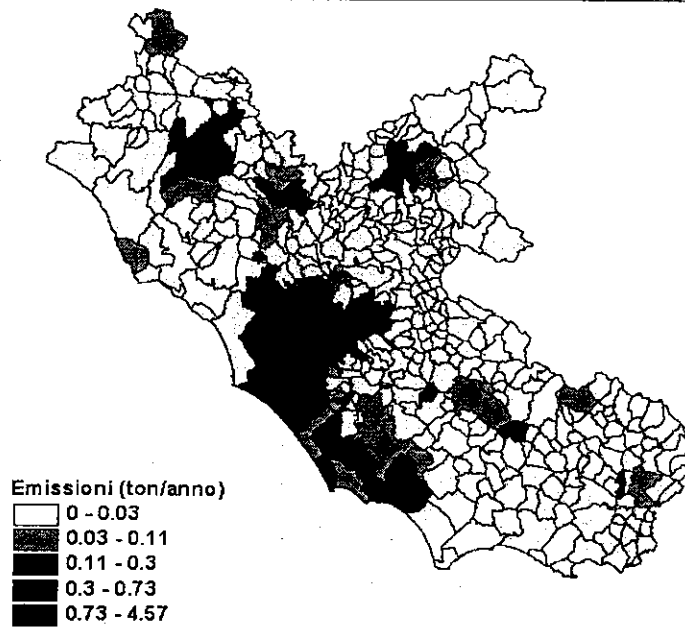 Emissioni (ton/anno)
0 - 0.03
0.03 - 0.11
0.11 - 0.3
0.3 - 0.73
0.73 - 4.57